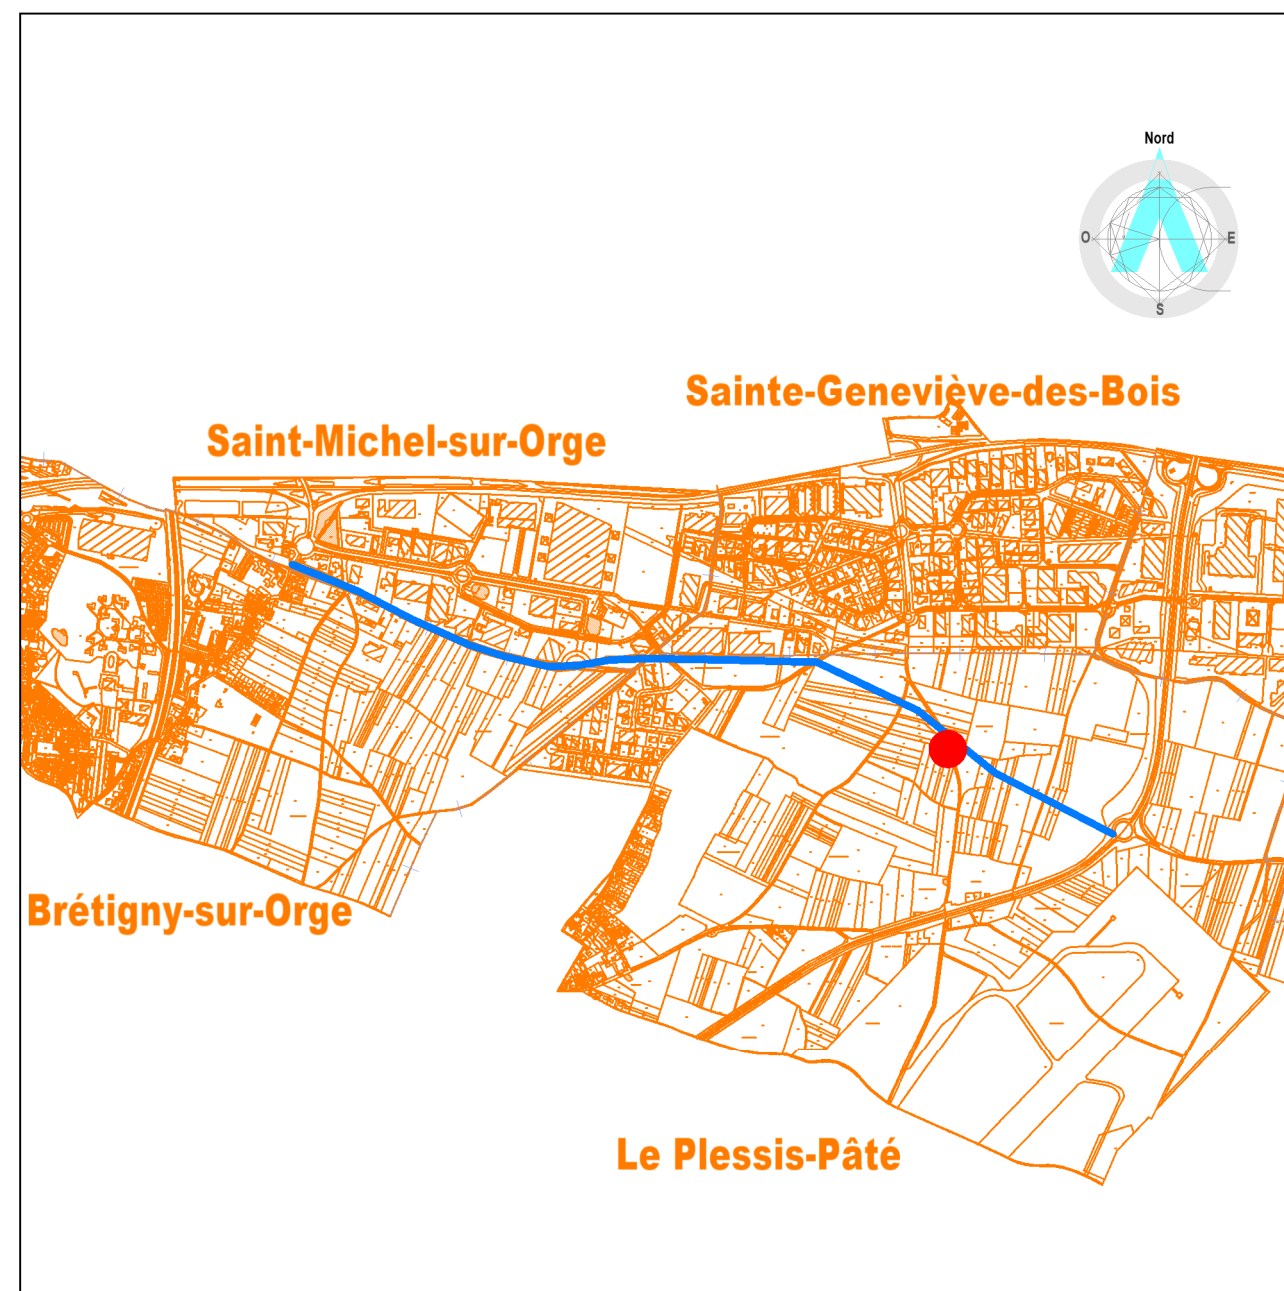 Nord
O
E
S
Sainte-Geneviève-des-Bois
Saint-Michel-sur-Orge
Brétigny-sur-Orge
Le Plessis-Pâté